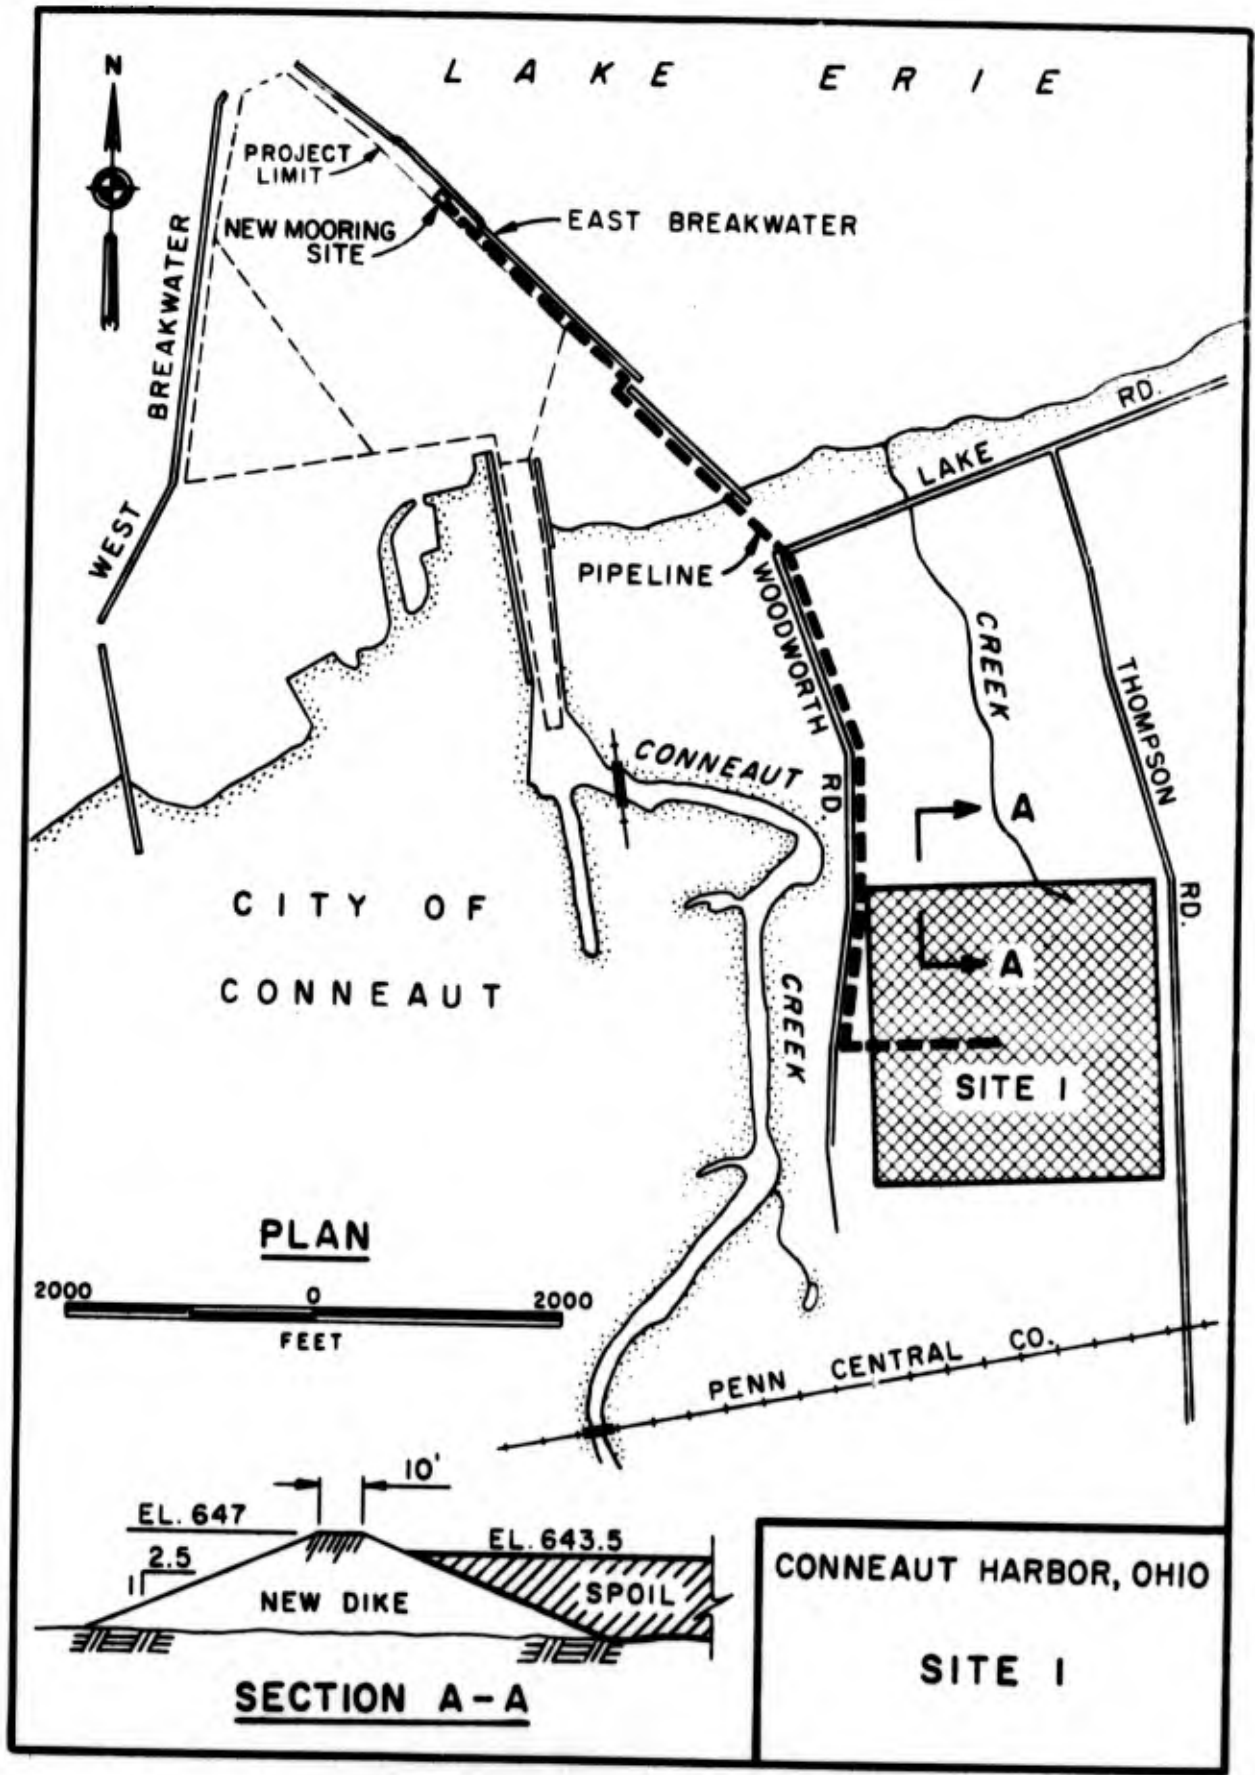 N
LAKE ERIE
PROJECT
LIMIT
NEW MOORING
SITE
EAST BREAKWATER
WEST BREAKWATER
LAKE RD.
PIPELINE
WOODWORTH RD.
CREEK
THOMPSON RD.
CONNEAUT CREEK
A
A
CITY OF
CONNEAUT
SITE 1
PLAN
2000 0 2000
FEET
PENN CENTRAL CO.
10'
EL. 647
EL. 643.5
2.5
1
SPOIL
NEW DIKE
SECTION A-A
CONNEAUT HARBOR, OHIO
SITE 1